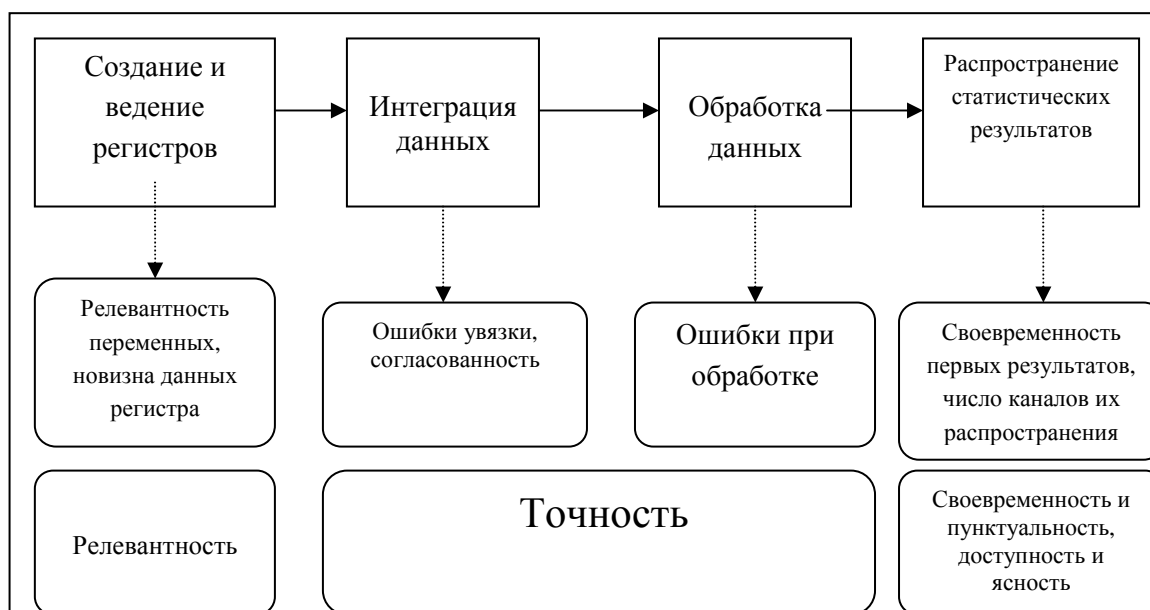 Создание и
ведение
регистров
Интеграция
данных
Обработка
данных
Распространение
статистических
результатов
Релевантность
переменных,
новизна данных
регистра
Ошибки увязки,
согласованность
Ошибки при
обработке
Своевременность
первых результатов,
число каналов их
распространения
Релевантность
Точность
Своевременность и
пунктуальность,
доступность и
ясность